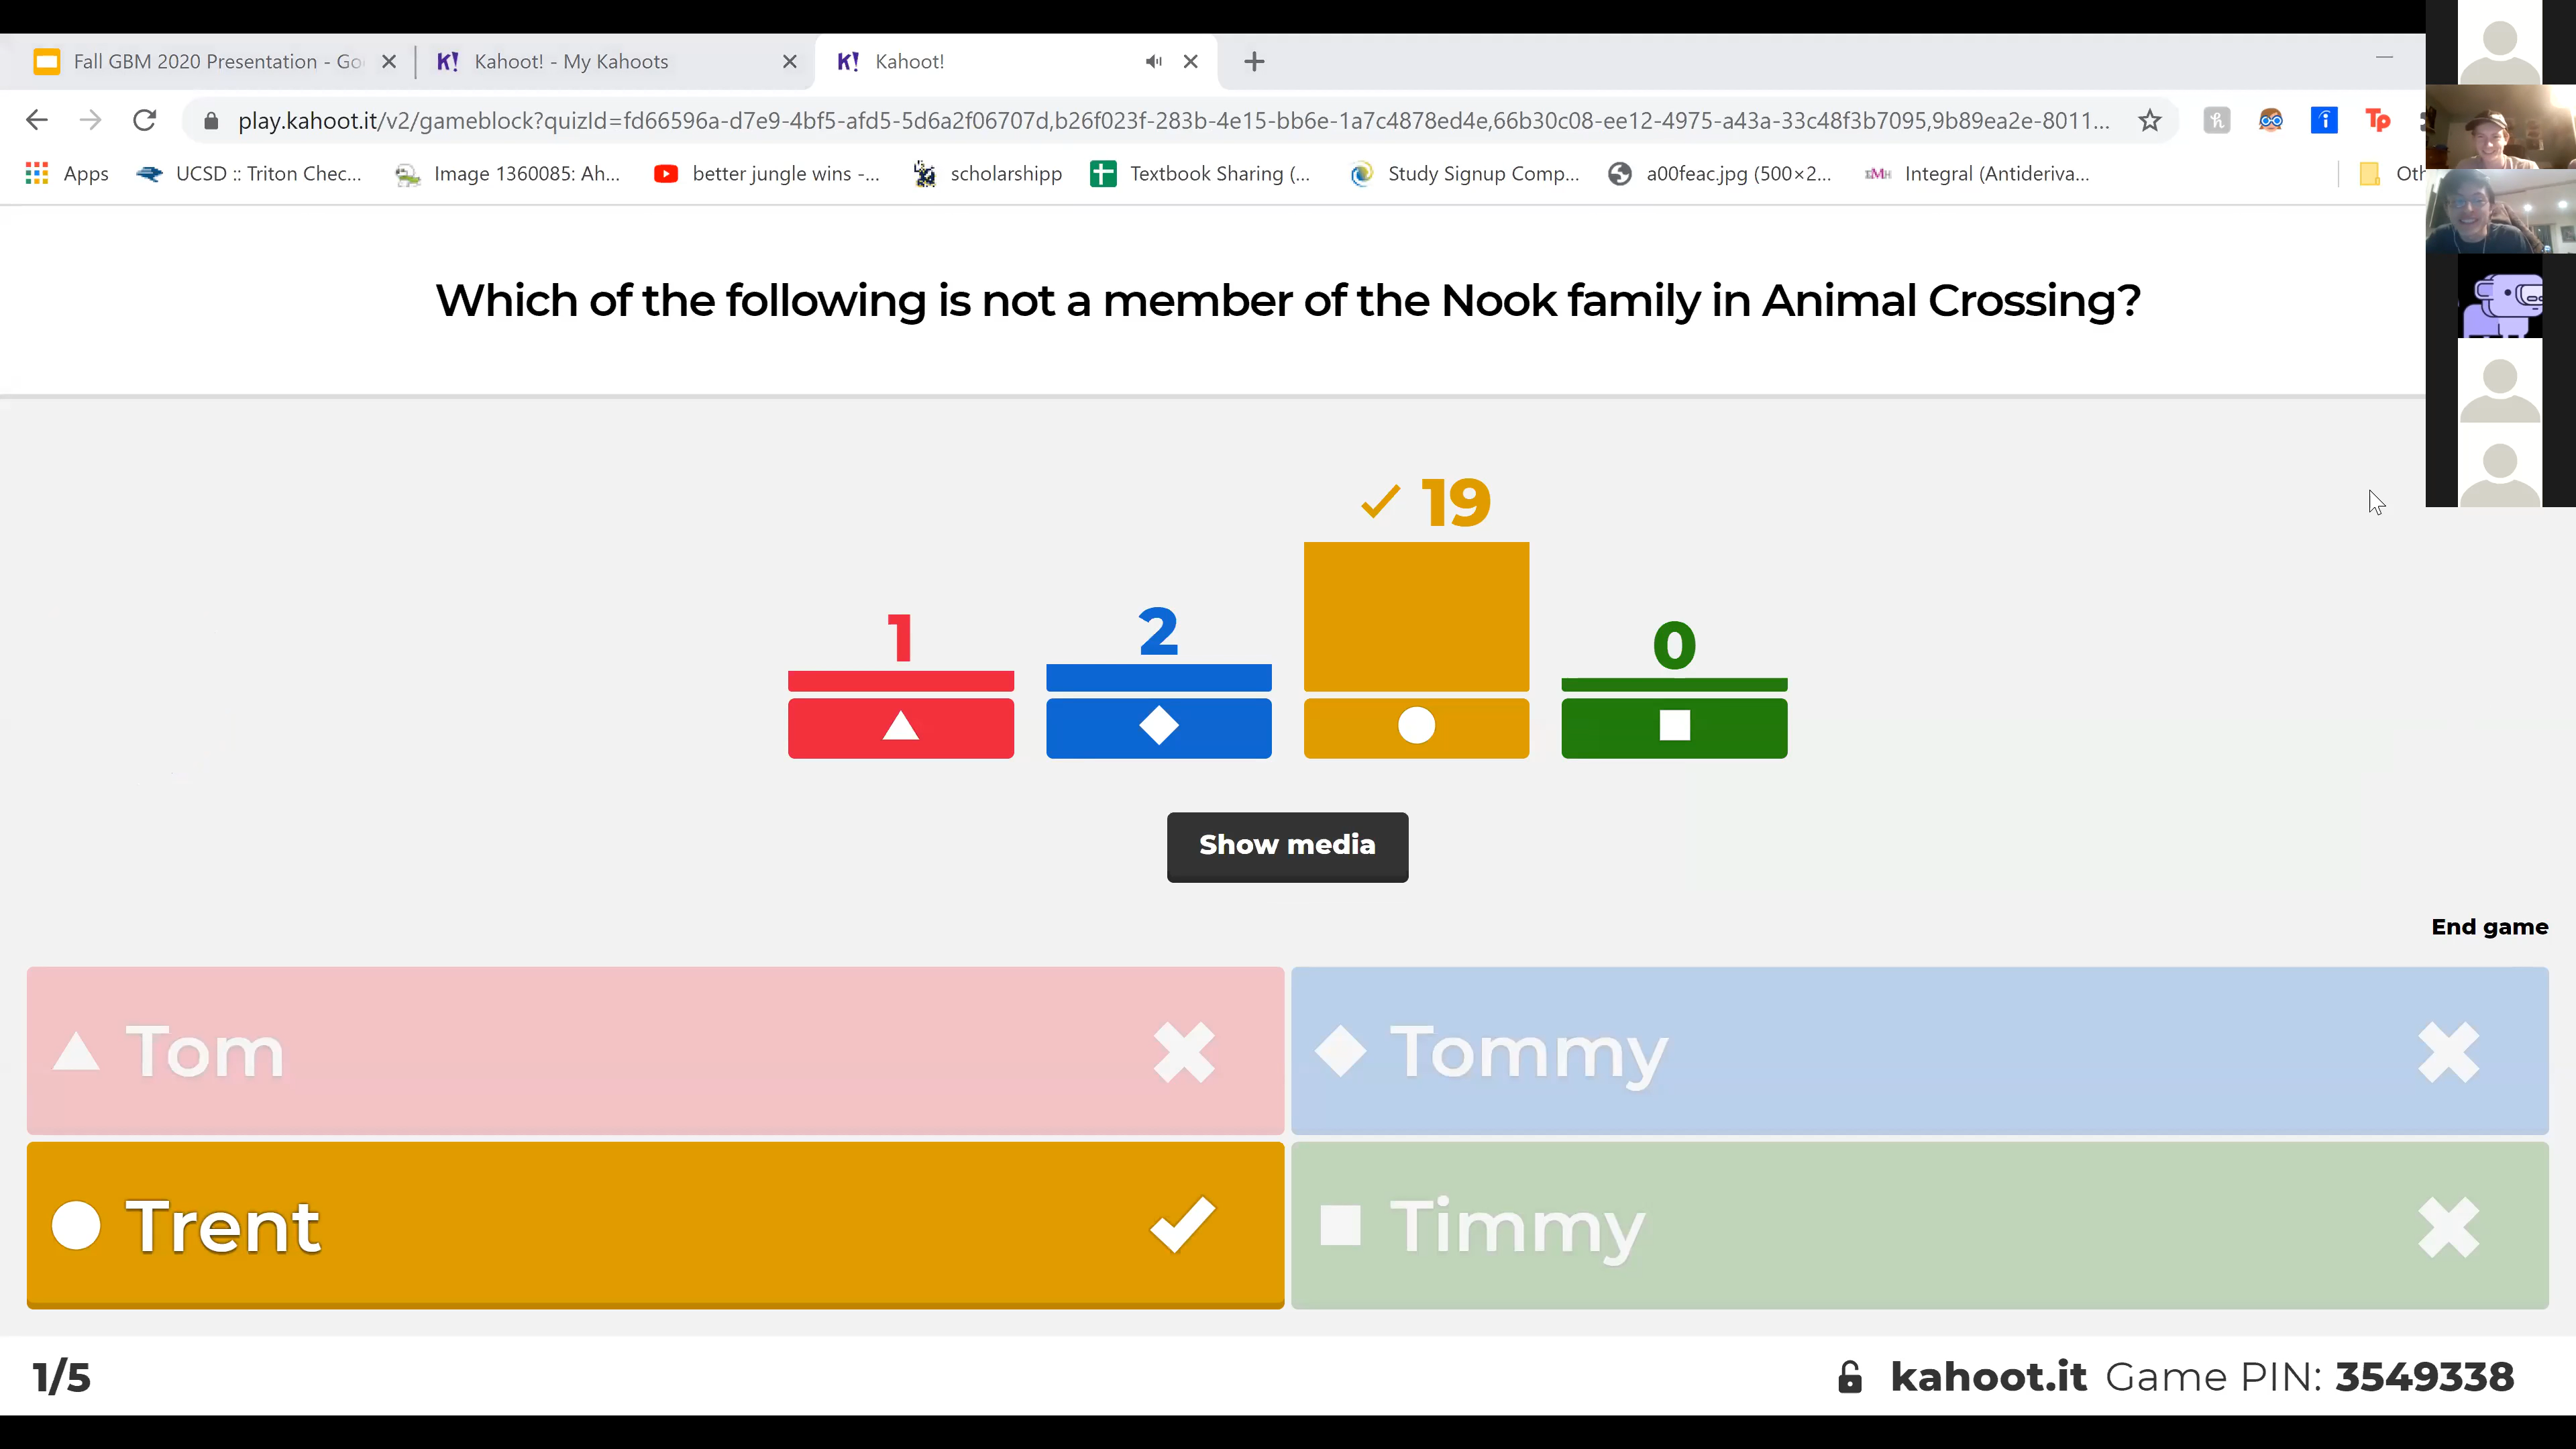 Fall GBM 2020 Presentation - Go
K! Kahoot! - My Kahoots
K! Kahoot!
play.kahoot.it/v2/gameblock?quizId=fd66596a-d7e9-4bf5-afd5-5d6a2f06707d,b26f023f-283b-4e15-bb6e-1a7c4878ed4e,66b30c08-ee12-4975-a43a-33c48f3b7095,9b89ea2e-8011...
Tp
Apps UCSD :: Triton Chec... Image 1360085: Ah... better jungle wins -... scholarshipp Textbook Sharing (... Study Signup Comp... a00feac.jpg (500×2... Integral (Antideriva... Oth
Which of the following is not a member of the Nook family in Animal Crossing?
1
2
19
0
Show media
End game
Tom
Tommy
Trent
Timmy
1/5
kahoot.it Game PIN: 3549338